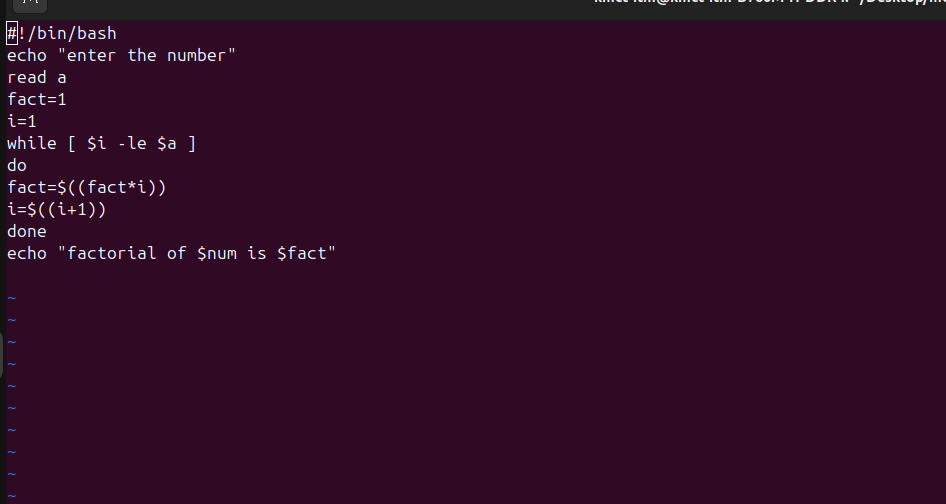 #!/bin/bash
echo "enter the number"
read a
fact=1
i=1
while [ $i -le $a ]
do
fact=$((fact*i))
i=$((i+1))
done
echo "factorial of $num is $fact"
~
~
~
~
~
~
~
~
~
~